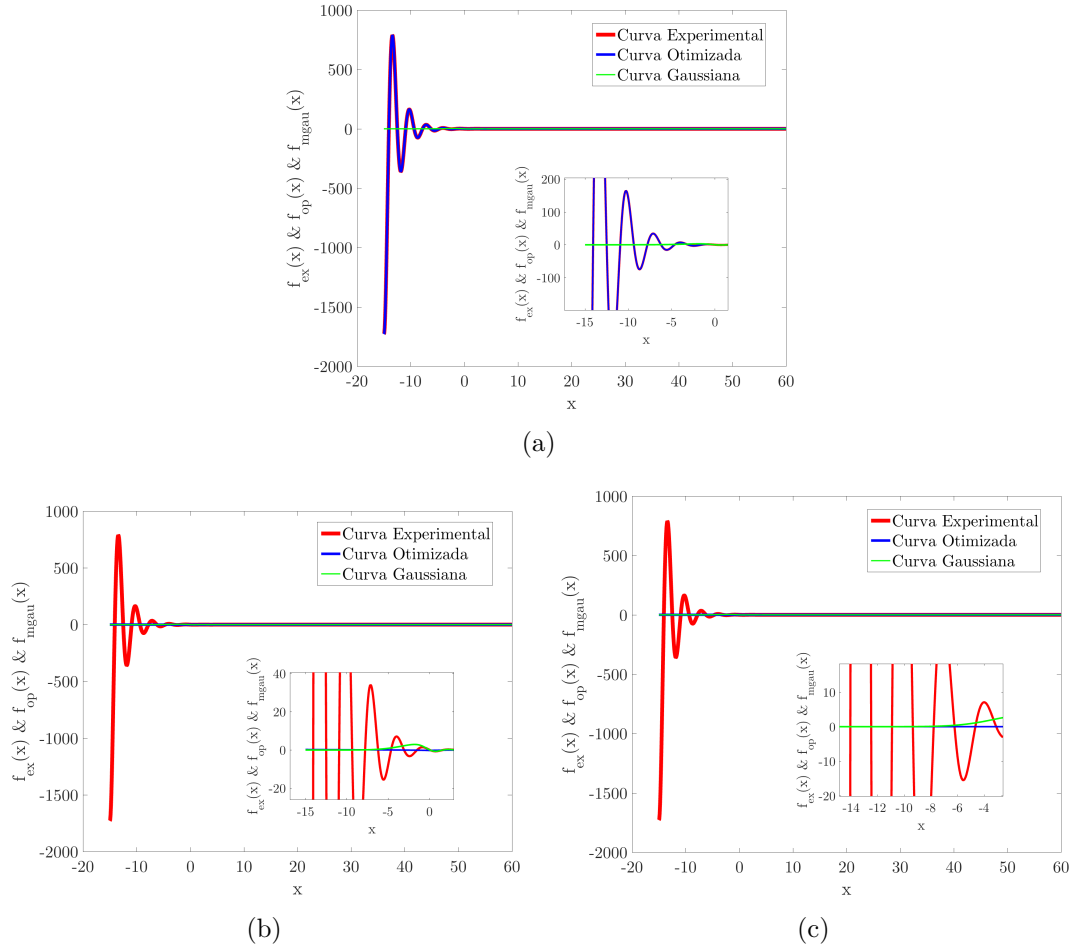 1000
500
0
-500
-1000
-1500
-2000
-20 -10 0 10 20 30 40 50 60
x
f_ex(x) & f_op(x) & f_mgau(x)
Curva Experimental
Curva Otimizada
Curva Gaussiana
200
100
0
-100
-15 -10 -5 0
x
f_ex(x) & f_op(x) & f_mgau(x)
(a)
1000
500
0
-500
-1000
-1500
-2000
-20 -10 0 10 20 30 40 50 60
x
f_ex(x) & f_op(x) & f_mgau(x)
Curva Experimental
Curva Otimizada
Curva Gaussiana
40
20
0
-20
-15 -10 -5 0
x
f_ex(x) & f_op(x) & f_mgau(x)
(b)
1000
500
0
-500
-1000
-1500
-2000
-20 -10 0 10 20 30 40 50 60
x
f_ex(x) & f_op(x) & f_mgau(x)
Curva Experimental
Curva Otimizada
Curva Gaussiana
10
0
-10
-20
-14 -12 -10 -8 -6 -4
x
f_ex(x) & f_op(x) & f_mgau(x)
(c)